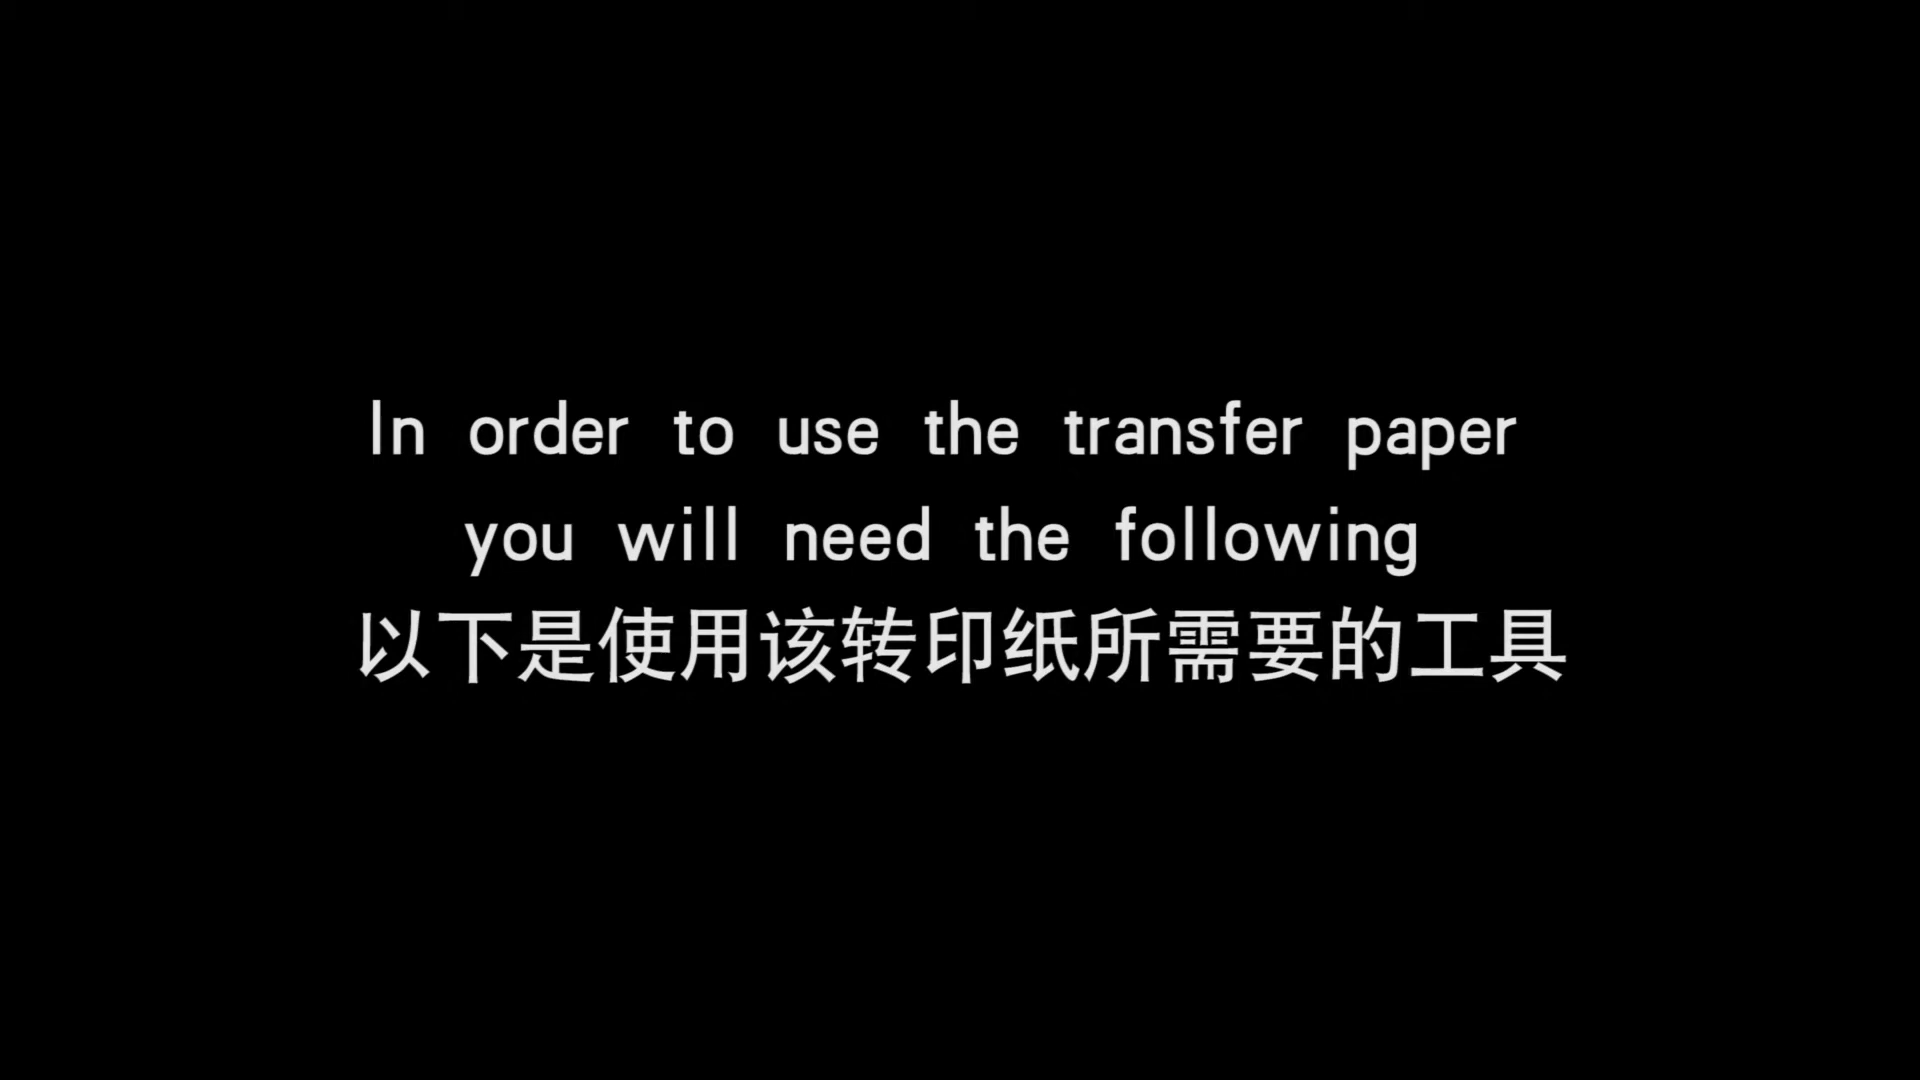 In order to use the transfer paper
you will need the following
以下是使用该转印纸所需要的工具